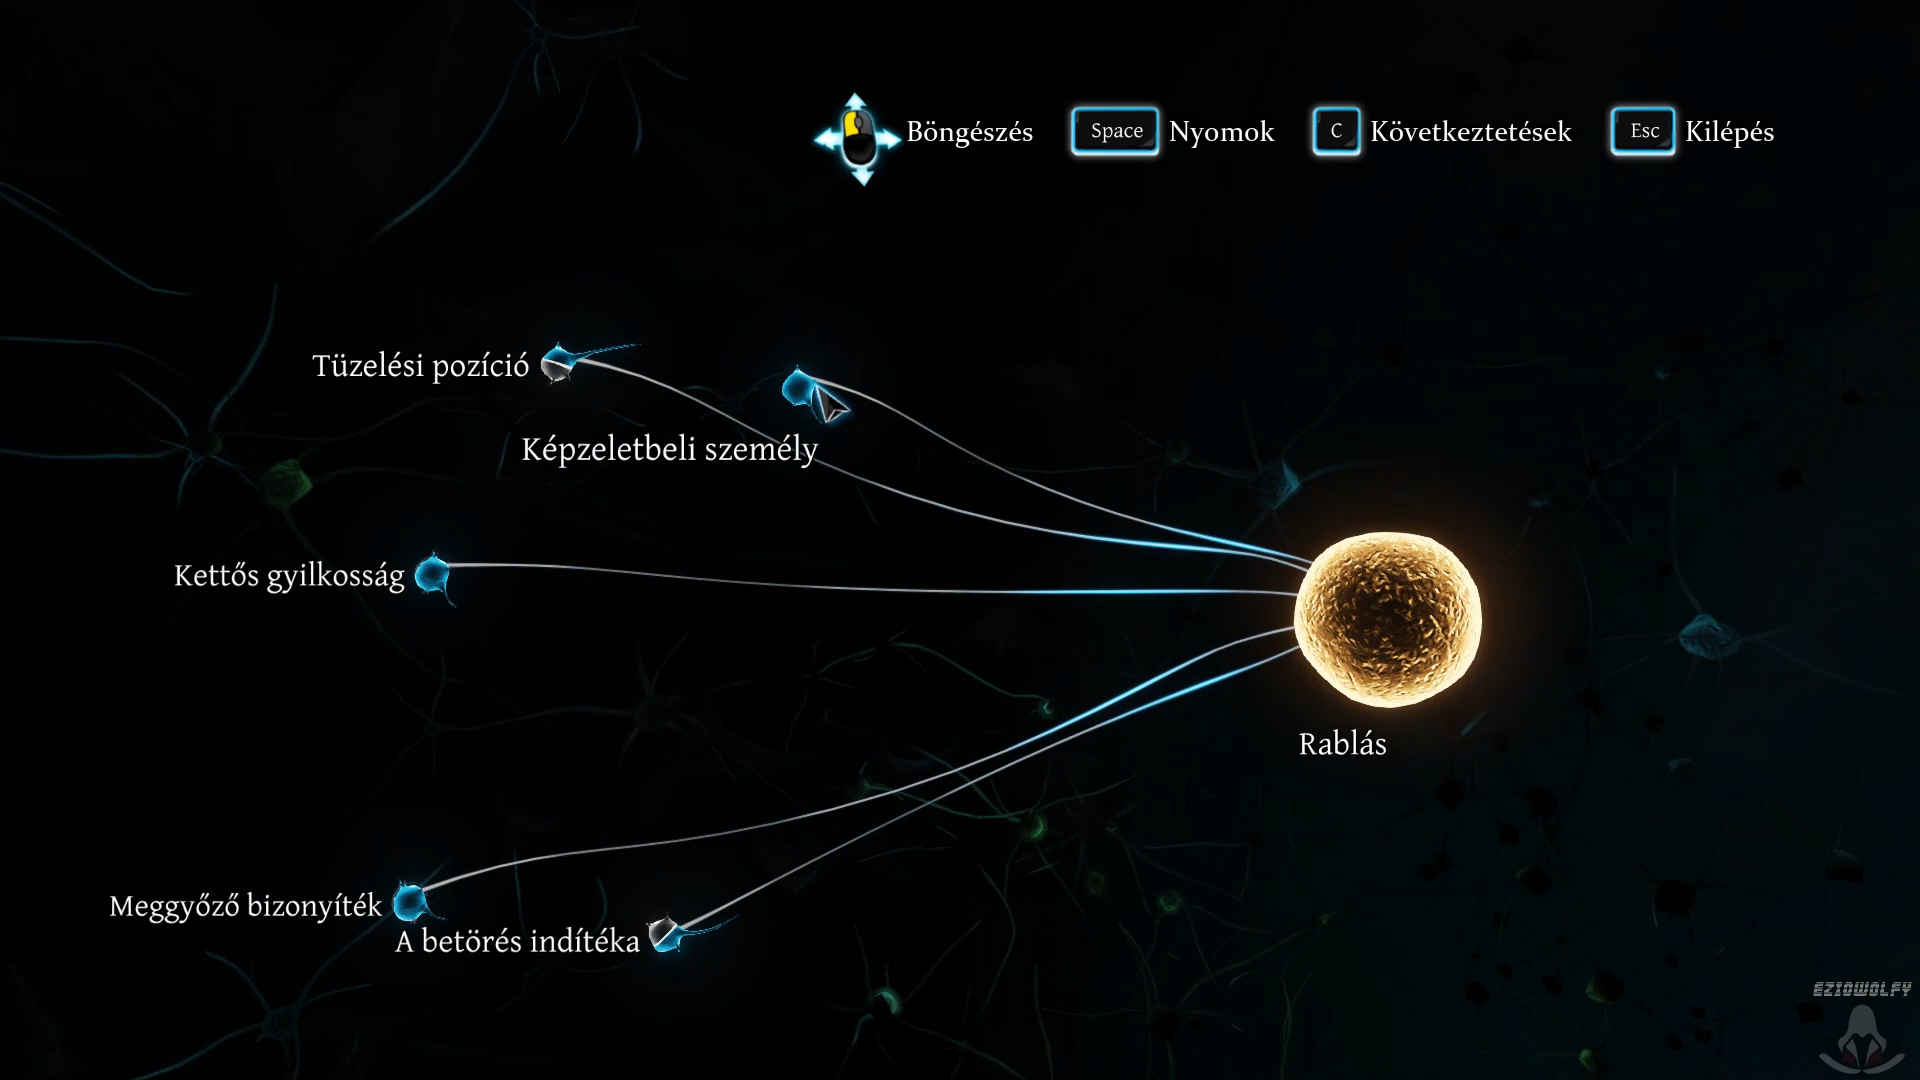 Böngészés
Space Nyomok
C Következtetések
Esc Kilépés
Tüzelési pozíció
Képzeletbeli személy
Kettős gyilkosság
Rablás
Meggyőző bizonyíték
A betörés indítéka
EZIOWOLFY